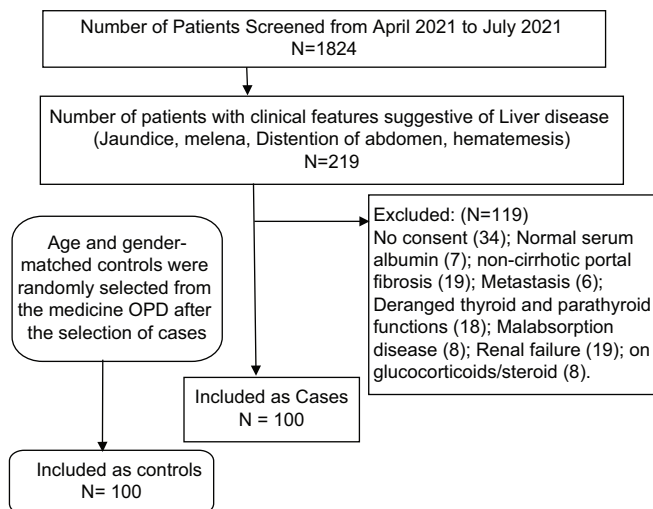 Number of Patients Screened from April 2021 to July 2021
N=1824
Number of patients with clinical features suggestive of Liver disease
(Jaundice, melena, Distention of abdomen, hematemesis)
N=219
Excluded: (N=119)
No consent (34); Normal serum
albumin (7); non-cirrhotic portal
fibrosis (19); Metastasis (6);
Deranged thyroid and parathyroid
functions (18); Malabsorption
disease (8); Renal failure (19); on
glucocorticoids/steroid (8).
Age and gender-
matched controls were
randomly selected from
the medicine OPD after
the selection of cases
Included as Cases
N = 100
Included as controls
N= 100